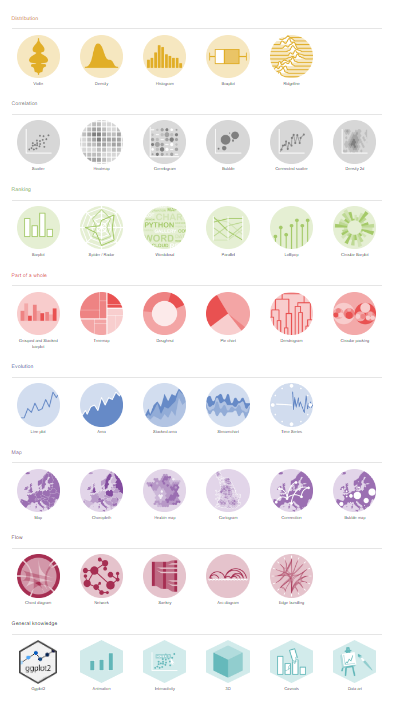 Distribution
Violin Density Histogram Boxplot Ridgeline
Correlation
Scatter Heatmap Correlogram Bubble Connected scatter Density 2d
Ranking
PYTHON
WORD
CLOUD
Barplot Spider / Radar Wordcloud Parallel Lollipop Circular Barplot
Part of a whole
Grouped and Stacked Treemap Doughnut Pie chart Dendrogram Circular packing
barplot
Evolution
Line plot Area Stacked area Streamchart Time Series
Map
Map Choropleth Hexbin map Cartogram Connection Bubble map
Flow
Chord diagram Network Sankey Arc diagram Edge bundling
General knowledge
ggplot2
Ggplot2 Animation Interactivity 3D Caveats Data art